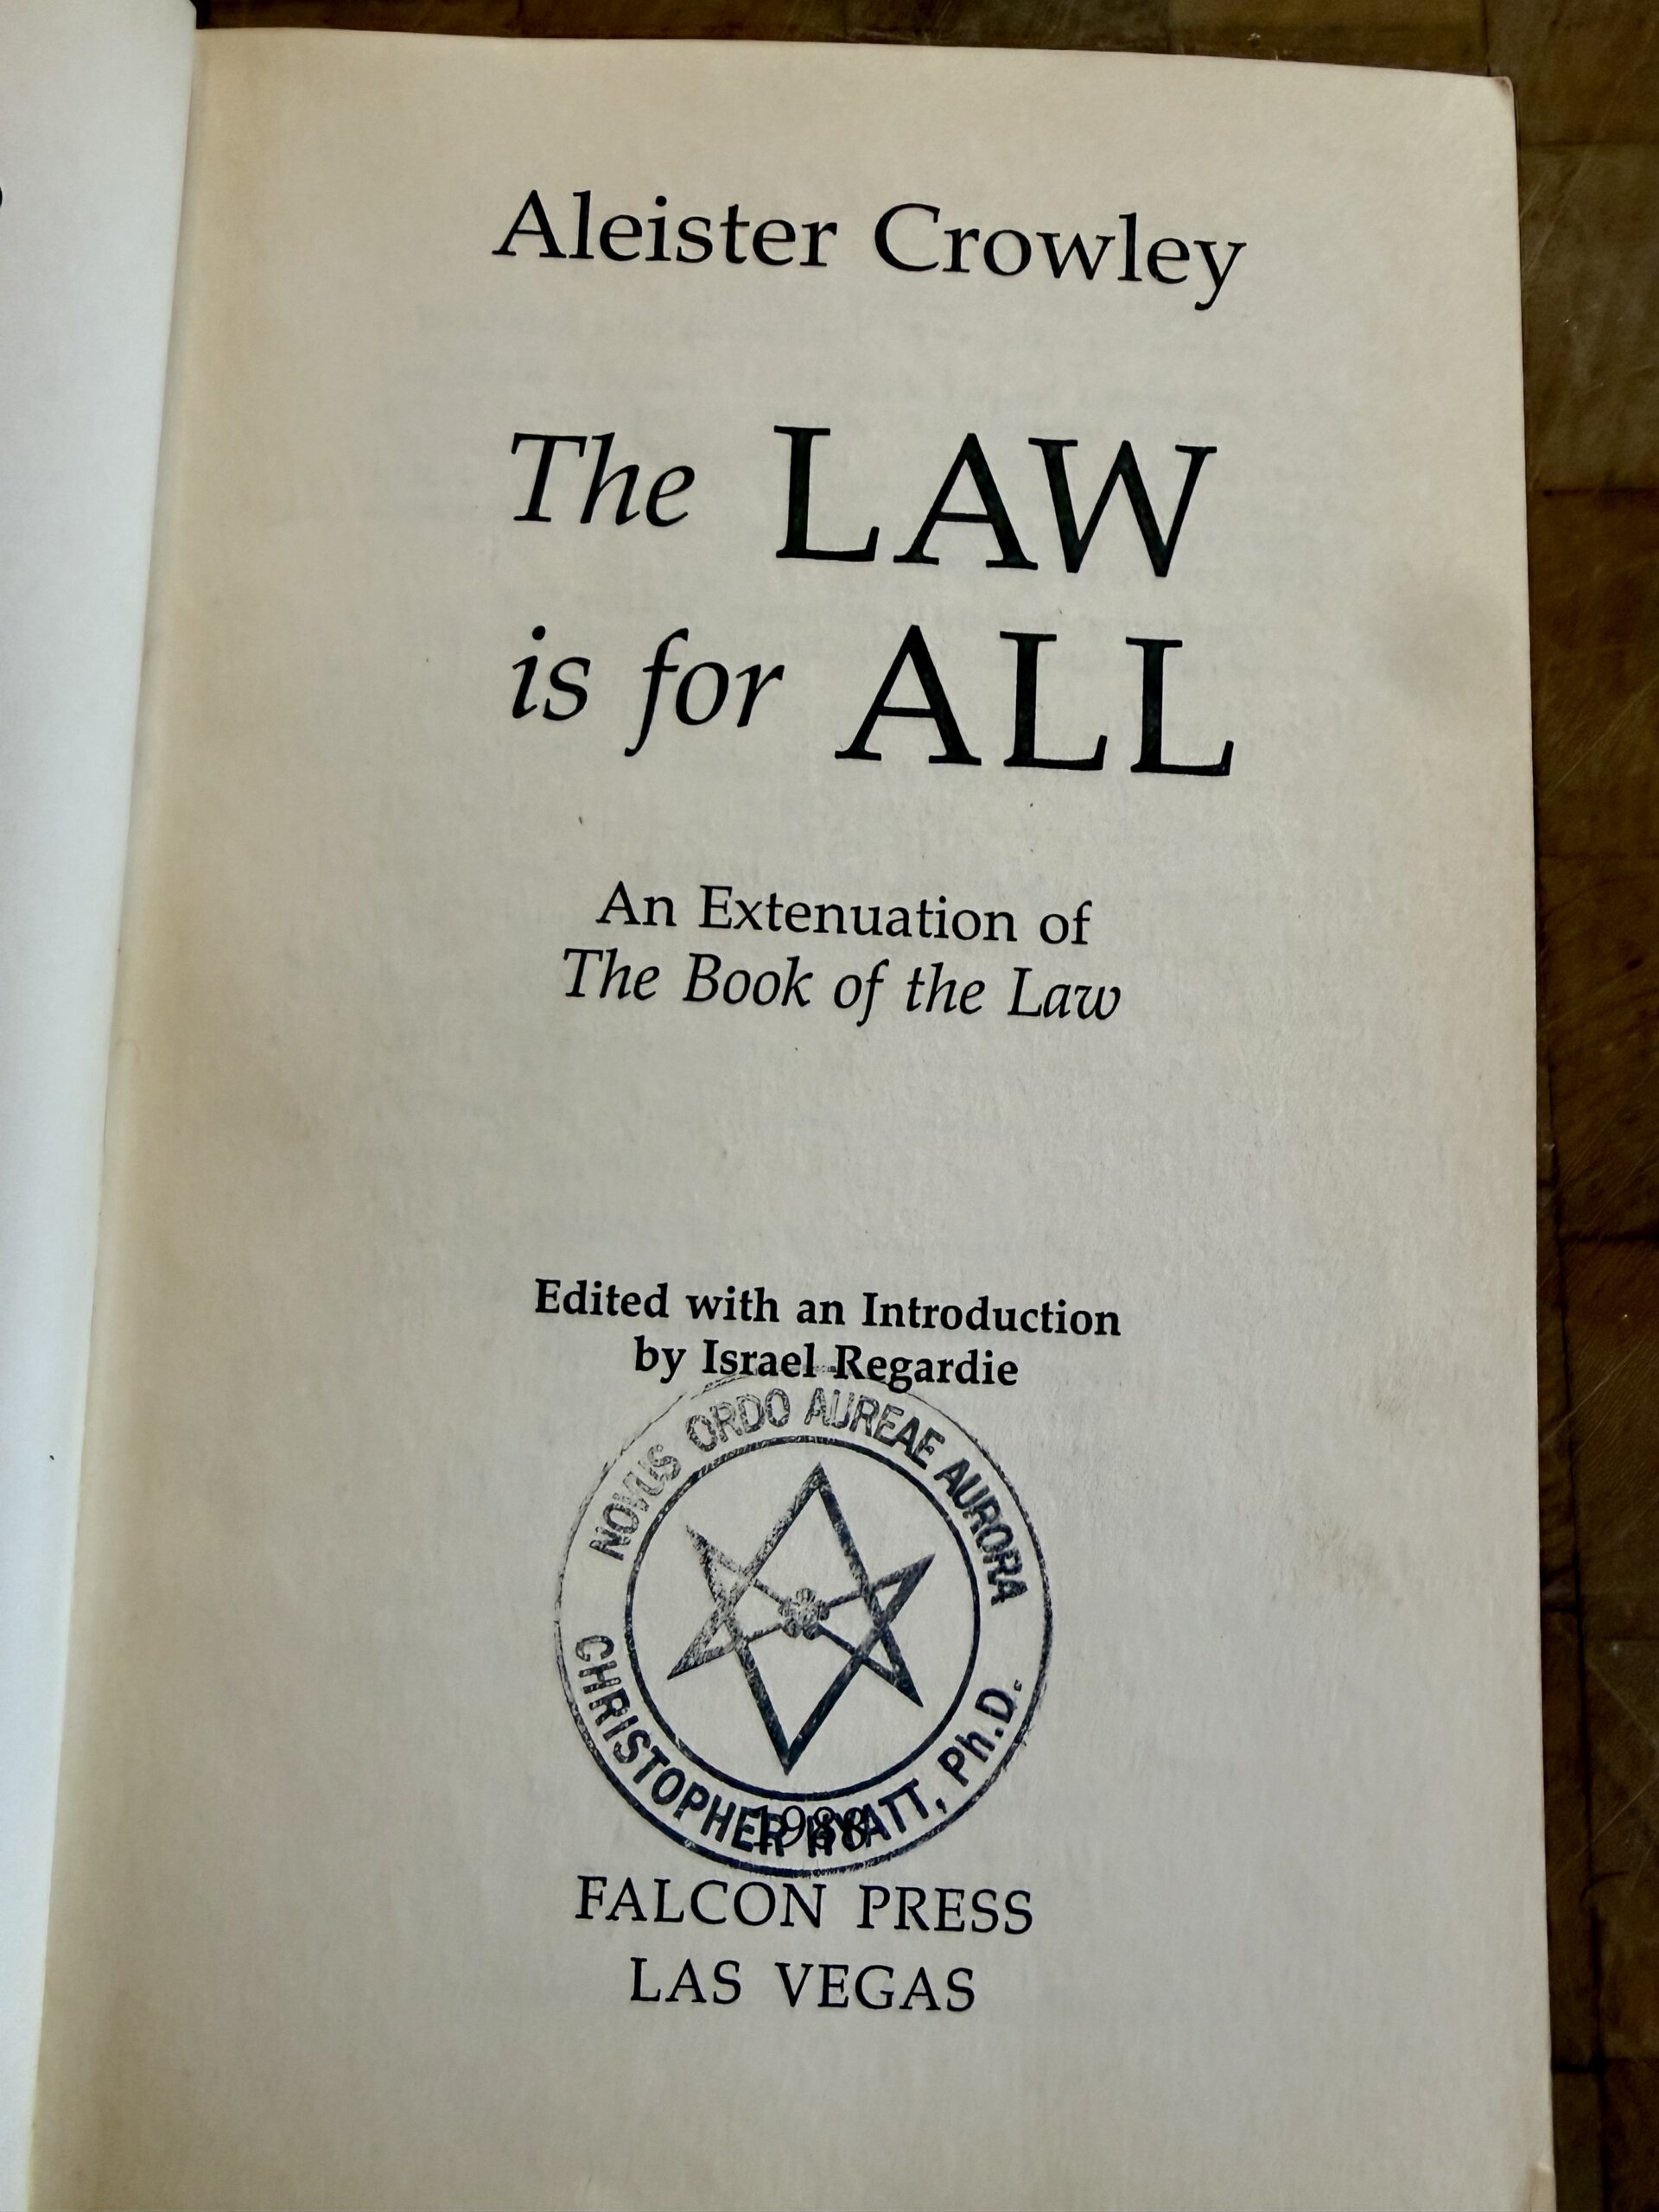 Aleister Crowley
The LAW
is for ALL
An Extenuation of
The Book of the Law
Edited with an Introduction
by Israel Regardie
NOVUS ORDO AUREAE AURORA
CHRISTOPHER HYATT, Ph.D.
1988
FALCON PRESS
LAS VEGAS